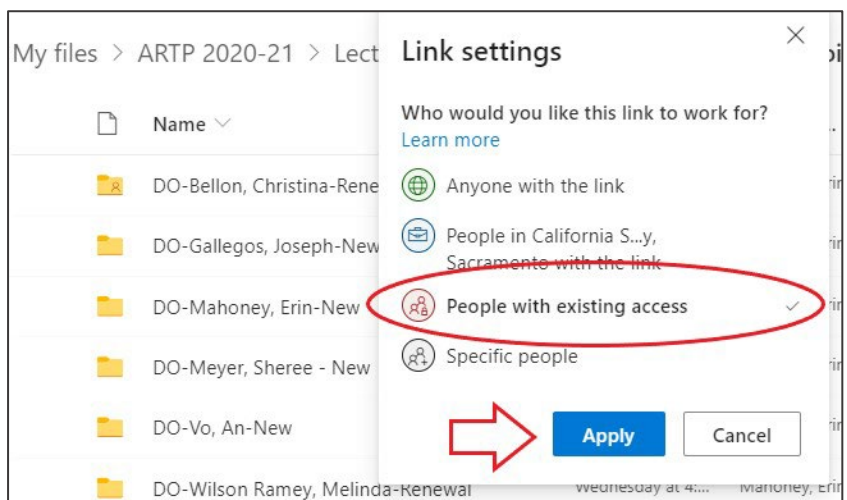 My files > ARTP 2020-21 > Lect
Link settings
Who would you like this link to work for?
Learn more
Name
Anyone with the link
DO-Bellon, Christina-Rene
People in California S...y,
Sacramento with the link
DO-Gallegos, Joseph-New
People with existing access
DO-Mahoney, Erin-New
Specific people
DO-Meyer, Sheree - New
Apply
Cancel
DO-Vo, An-New
DO-Wilson Ramey, Melinda-Renewal
Wednesday at 4:...
Mahoney, Erin